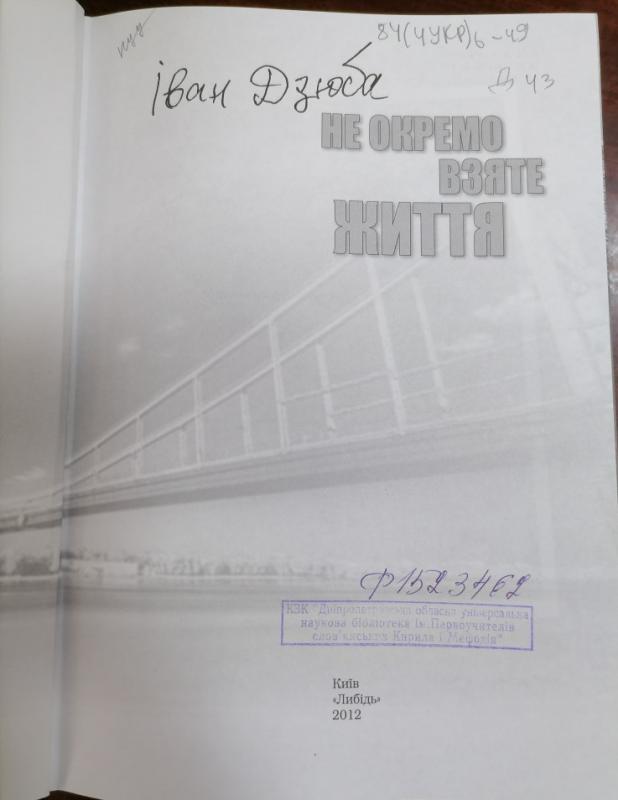 84(4УКР)6-49
Д 43
Іван Дзюба
НЕ ОКРЕМО
ВЗЯТЕ
ЖИТТЯ
Ф1523462
КЗК "Дніпропетровська обласна універсальна
наукова бібліотека ім.Первоучителів
слов'янських Кирила і Мефодія"
Київ
«Либідь»
2012